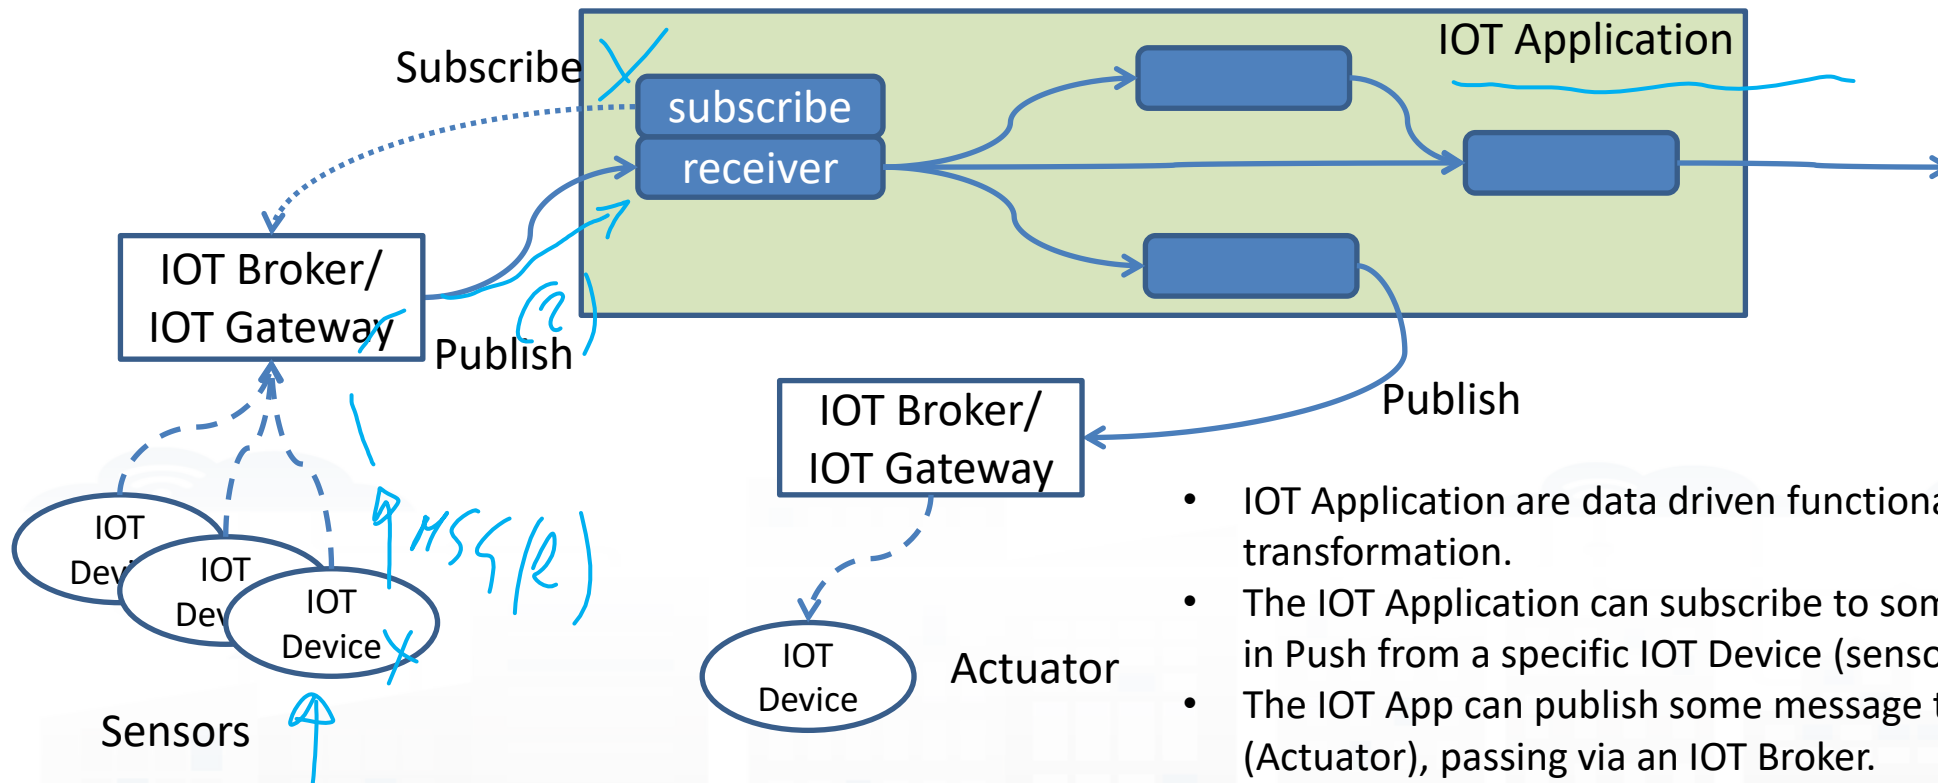 IOT Application
Subscribe
subscribe
receiver
IOT Broker/
IOT Gateway
Publish
(2)
IOT Broker/
IOT Gateway
Publish
IOT
Dev
IOT
Dev
IOT
Device
MSG(2)
Sensors
IOT
Device
Actuator
• IOT Application are data driven functiona
transformation.
• The IOT Application can subscribe to som
in Push from a specific IOT Device (senso
• The IOT App can publish some message t
(Actuator), passing via an IOT Broker.